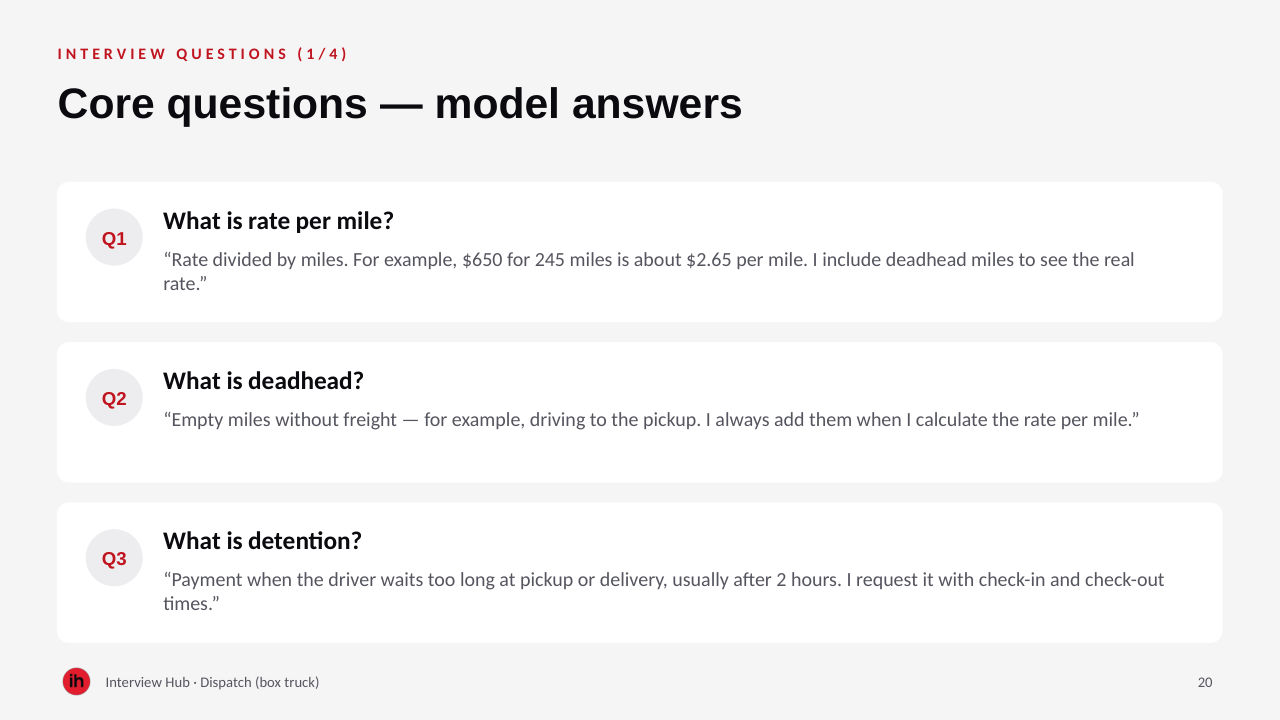 INTERVIEW QUESTIONS (1/4)
Core questions — model answers
Q1
What is rate per mile?
“Rate divided by miles. For example, $650 for 245 miles is about $2.65 per mile. I include deadhead miles to see the real
rate.”
Q2
What is deadhead?
“Empty miles without freight — for example, driving to the pickup. I always add them when I calculate the rate per mile.”
Q3
What is detention?
“Payment when the driver waits too long at pickup or delivery, usually after 2 hours. I request it with check-in and check-out
times.”
ih
Interview Hub · Dispatch (box truck)
20